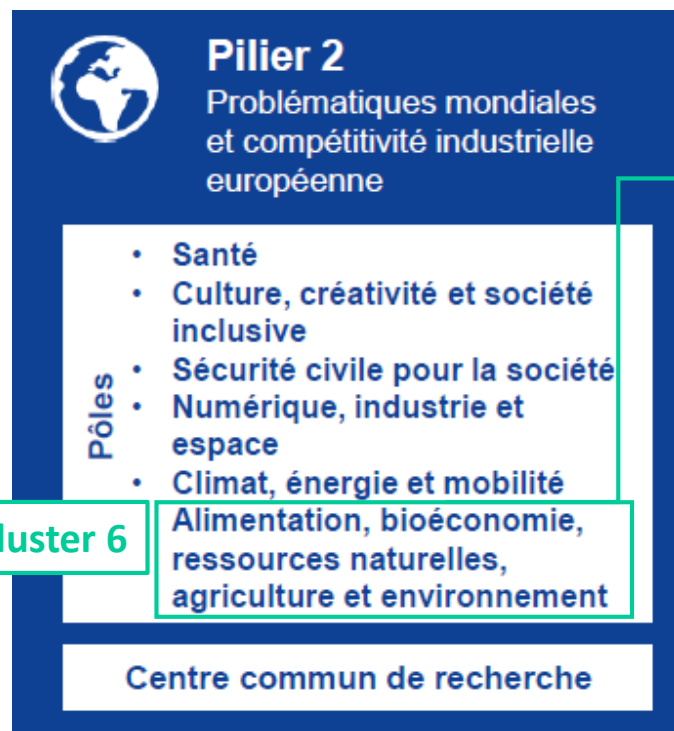 Pilier 2
Problématiques mondiales
et compétitivité industrielle
européenne
Pôles
• Santé
• Culture, créativité et société
inclusive
• Sécurité civile pour la société
• Numérique, industrie et
espace
• Climat, énergie et mobilité
luster 6
Alimentation, bioéconomie,
ressources naturelles,
agriculture et environnement
Centre commun de recherche